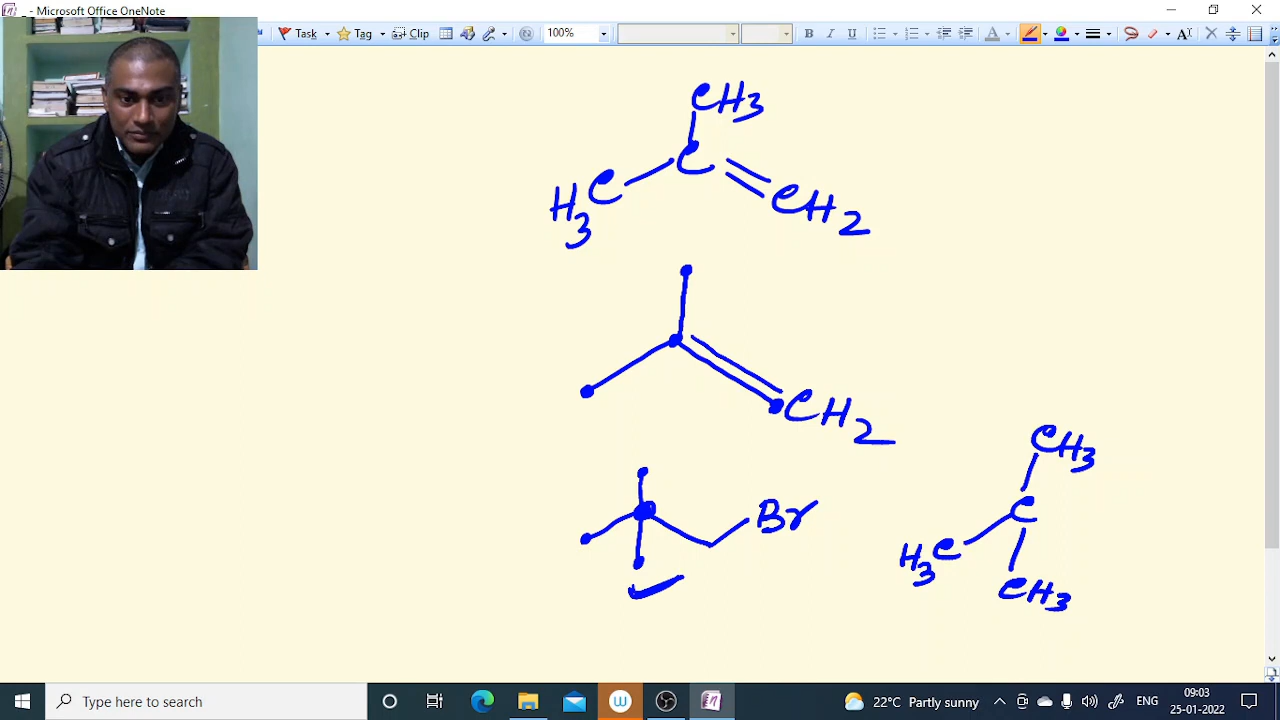 - Microsoft Office OneNote
Task Tag Clip 100% B I U A
CH3
H3C C CH2
CH2
Br
CH3
C
H3C
CH3
Type here to search
W
22°C Partly sunny
ENG
09:03
25-01-2022